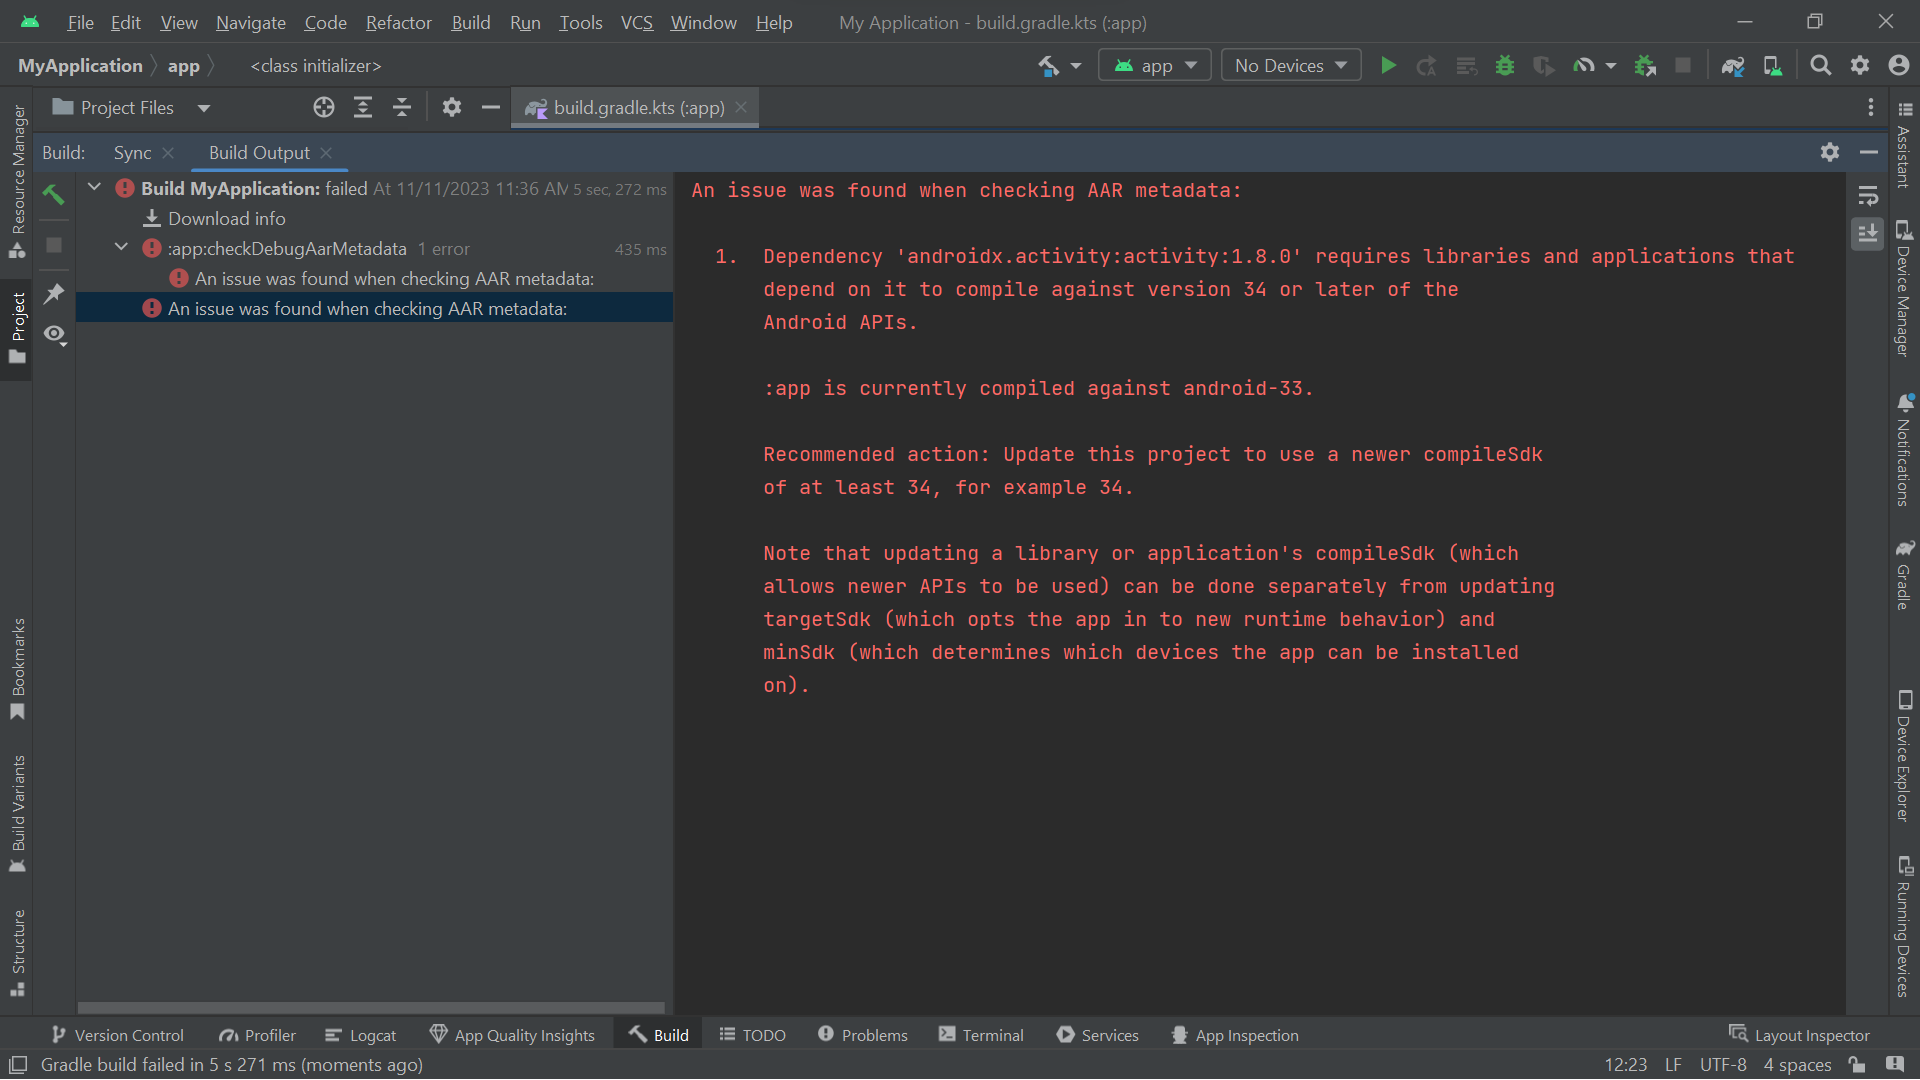 File Edit View Navigate Code Refactor Build Run Tools VCS Window Help My Application - build.gradle.kts (:app)
MyApplication app <class initializer> app No Devices
Project Files build.gradle.kts (:app)
Build: Sync Build Output
Build MyApplication: failed At 11/11/2023 11:36 AM 5 sec, 272 ms
Download info
:app:checkDebugAarMetadata 1 error 435 ms
An issue was found when checking AAR metadata:
An issue was found when checking AAR metadata:
An issue was found when checking AAR metadata:
1. Dependency 'androidx.activity:activity:1.8.0' requires libraries and applications that
depend on it to compile against version 34 or later of the
Android APIs.
:app is currently compiled against android-33.
Recommended action: Update this project to use a newer compileSdk
of at least 34, for example 34.
Note that updating a library or application's compileSdk (which
allows newer APIs to be used) can be done separately from updating
targetSdk (which opts the app in to new runtime behavior) and
minSdk (which determines which devices the app can be installed
on).
Resource Manager
Project
Bookmarks
Build Variants
Structure
Assistant
Device Manager
Notifications
Gradle
Device Explorer
Running Devices
Version Control Profiler Logcat App Quality Insights Build TODO Problems Terminal Services App Inspection Layout Inspector
Gradle build failed in 5 s 271 ms (moments ago) 12:23 LF UTF-8 4 spaces